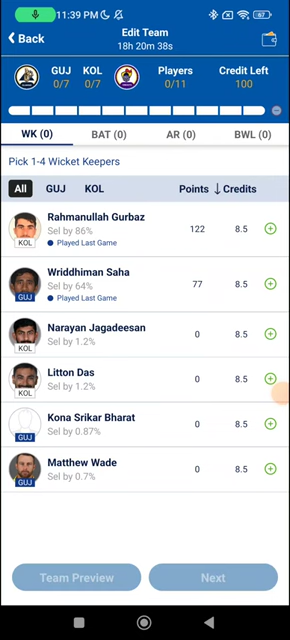 11:39 PM
67
Back
Edit Team
18h 20m 38s
GUJ
0/7
KOL
0/7
Players
0/11
Credit Left
100
WK (0)
BAT (0)
AR (0)
BWL (0)
Pick 1-4 Wicket Keepers
All
GUJ
KOL
Points
Credits
Rahmanullah Gurbaz
Sel by 86%
Played Last Game
KOL
122
8.5
Wriddhiman Saha
Sel by 64%
Played Last Game
GUJ
77
8.5
Narayan Jagadeesan
Sel by 1.2%
KOL
0
8.5
Litton Das
Sel by 1.2%
KOL
0
8.5
Kona Srikar Bharat
Sel by 0.87%
GUJ
0
8.5
Matthew Wade
Sel by 0.7%
GUJ
0
8.5
Team Preview
Next